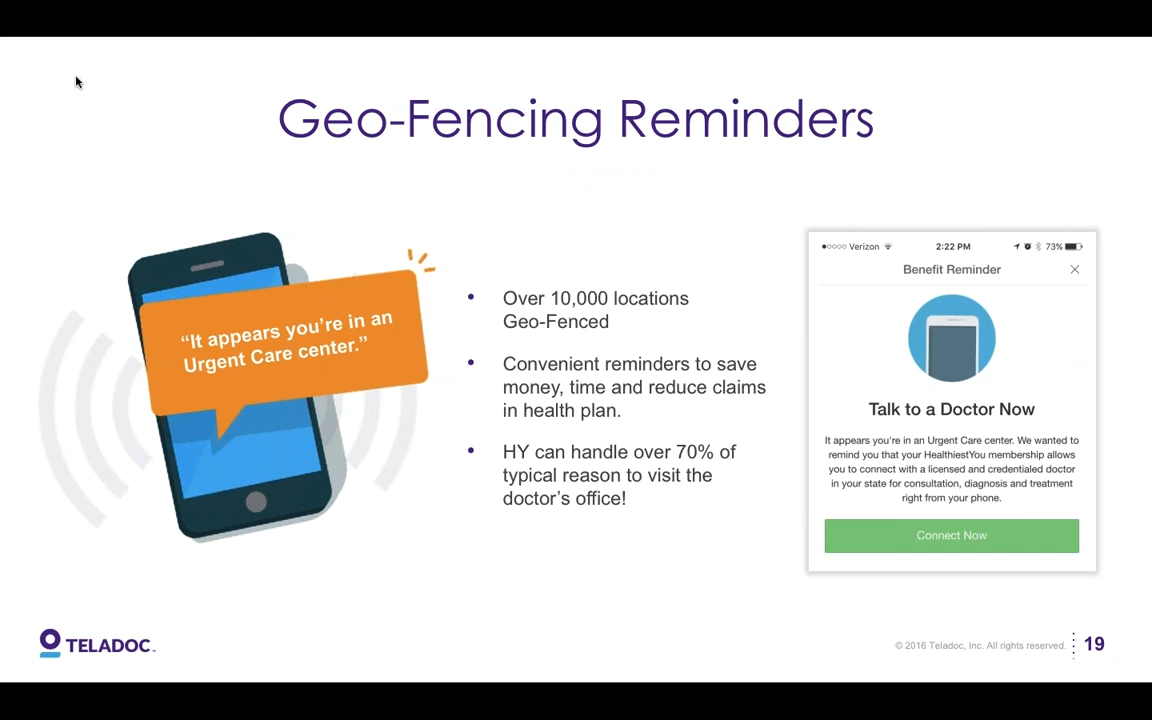 Geo-Fencing Reminders
“It appears you’re in an
Urgent Care center.”
• Over 10,000 locations
Geo-Fenced
• Convenient reminders to save
money, time and reduce claims
in health plan.
• HY can handle over 70% of
typical reason to visit the
doctor’s office!
Verizon 2:22 PM 73%
Benefit Reminder
Talk to a Doctor Now
It appears you're in an Urgent Care center. We wanted to
remind you that your HealthiestYou membership allows
you to connect with a licensed and credentialed doctor
in your state for consultation, diagnosis and treatment
right from your phone.
Connect Now
TELADOC™
© 2016 Teladoc, Inc. All rights reserved. 19